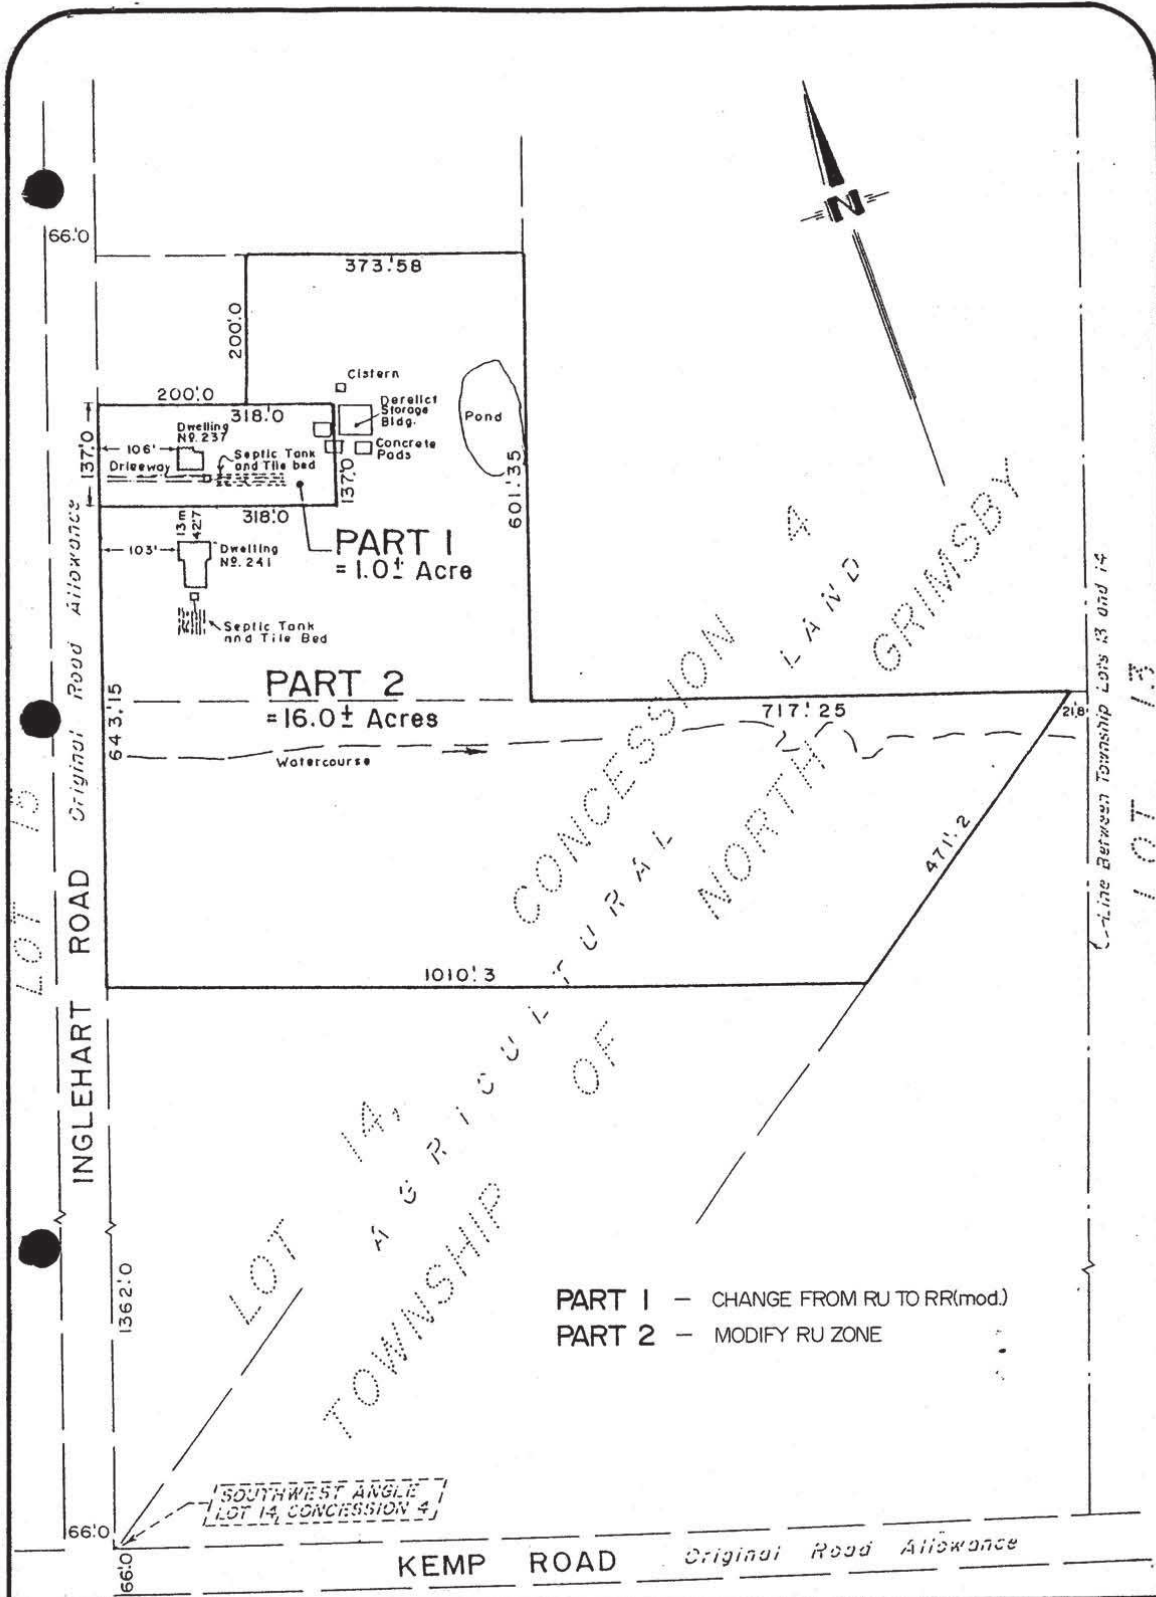 N
66.'0
373.'58
200.'0
Cistern
200.'0
318.'0
Derelict
Storage
Bldg.
Pond
Dwelling
Nº. 237
106'
Septic Tank
and Tile bed
Concrete
Pads
Driveway
137.'0
137.'0
601.'35
318.'0
13 m
42.'7
PART 1
= 1.0± Acre
103'
Dwelling
Nº. 241
Septic Tank
and Tile Bed
PART 2
= 16.0± Acres
643.'15
717.'25
21.'8
Watercourse
471.'2
1010.'3
INGLEHART ROAD Original Road Allowance
LOT 15
LOT 13
Line Between Township Lots 13 and 14
LOT 14, CONCESSION 4
AGRICULTURAL LAND
TOWNSHIP OF NORTH GRIMSBY
1362.'0
PART 1 – CHANGE FROM RU TO RR(mod.)
PART 2 – MODIFY RU ZONE
SOUTHWEST ANGLE
LOT 14, CONCESSION 4
66.'0
66.'0
KEMP ROAD Original Road Allowance